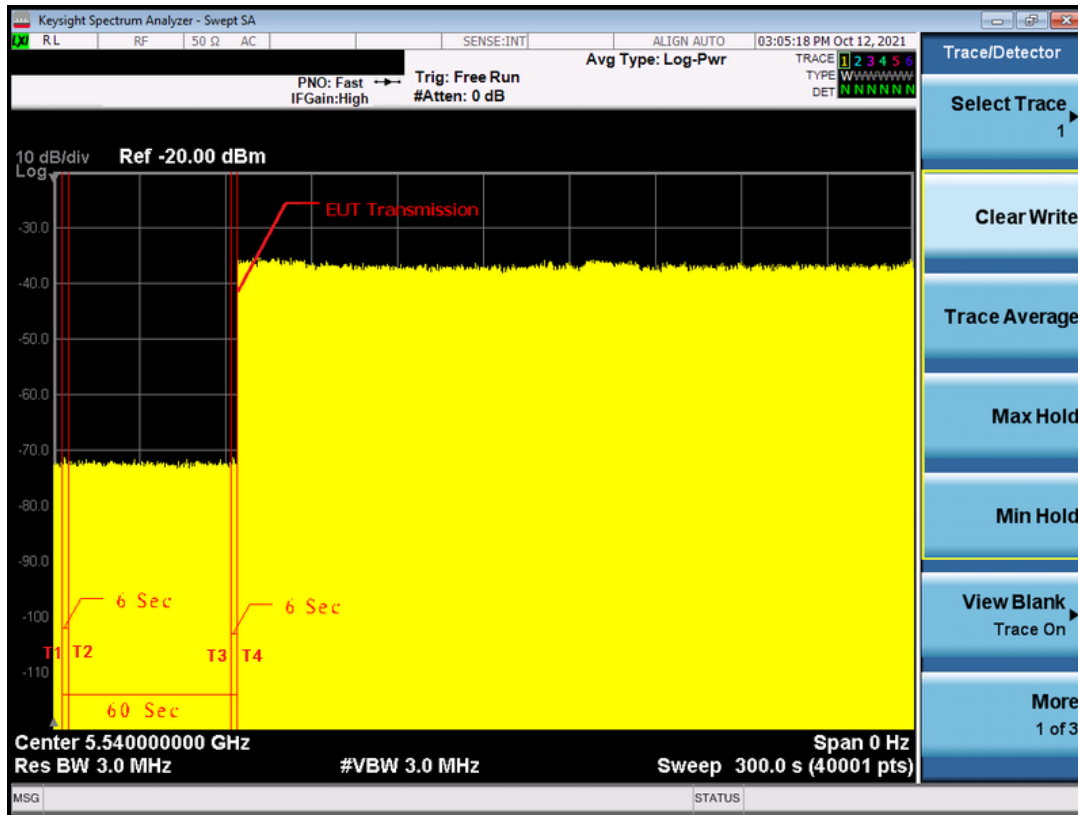 Keysight Spectrum Analyzer - Swept SA
LXI RL RF 50 Ω AC SENSE:INT ALIGN AUTO 03:05:18 PM Oct 12, 2021
PNO: Fast
IFGain:High
Trig: Free Run
#Atten: 0 dB
Avg Type: Log-Pwr
TRACE 1 2 3 4 5 6
TYPE WWWWWW
DET N N N N N N
10 dB/div Ref -20.00 dBm
Log
EUT Transmission
-30.0
-40.0
-50.0
-60.0
-70.0
-80.0
-90.0
-100
-110
6 Sec
6 Sec
T1 T2
T3 T4
60 Sec
Center 5.540000000 GHz
Span 0 Hz
Res BW 3.0 MHz
#VBW 3.0 MHz
Sweep 300.0 s (40001 pts)
MSG
STATUS
Trace/Detector
Select Trace
1
Clear Write
Trace Average
Max Hold
Min Hold
View Blank
Trace On
More
1 of 3